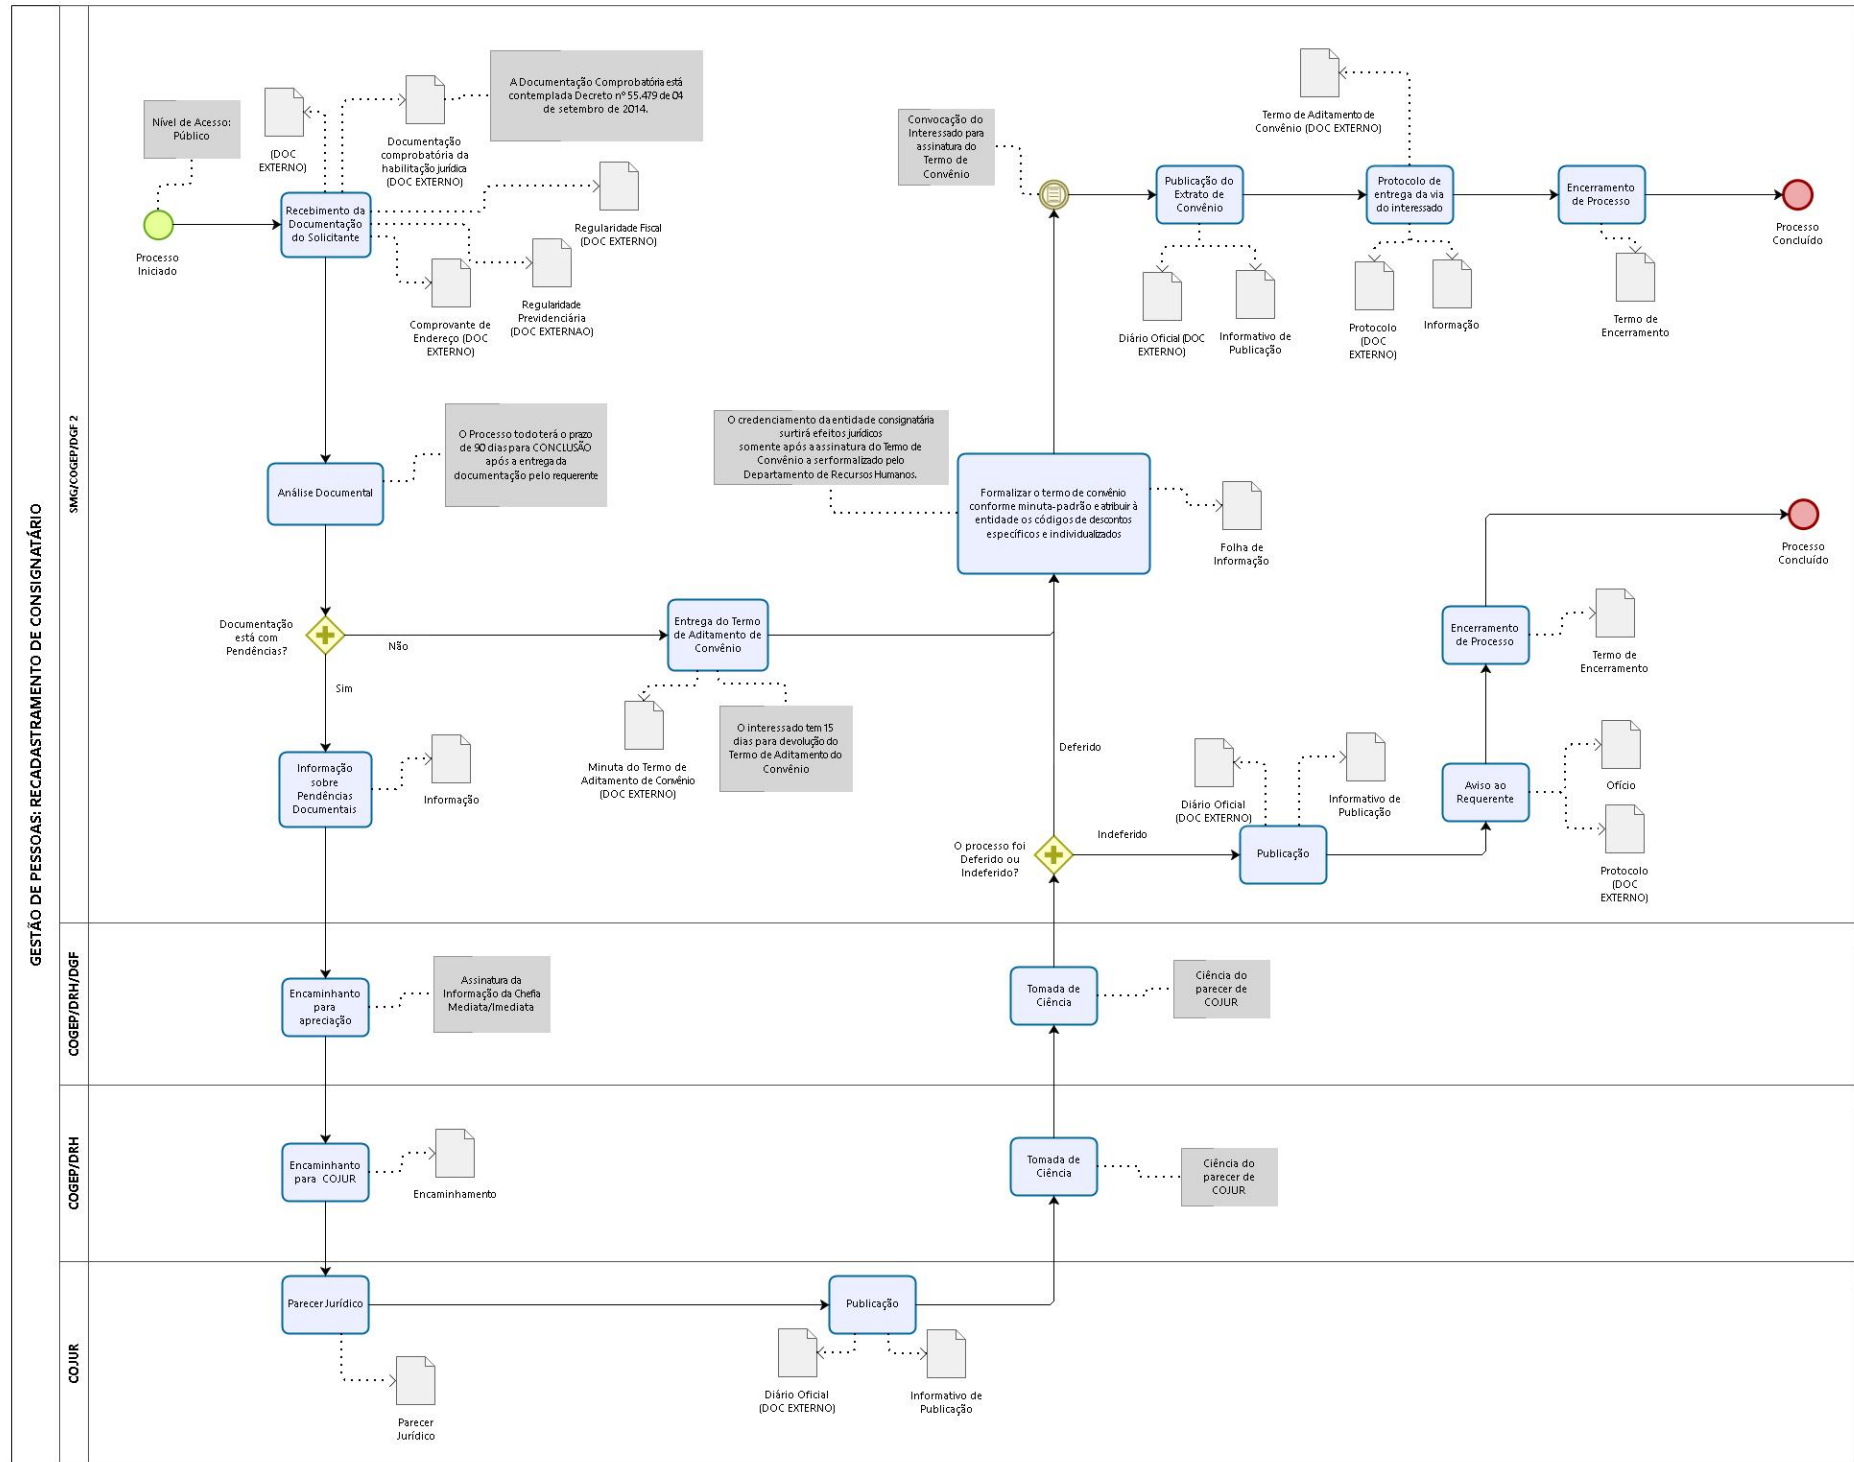 GESTÃO DE PESSOAS: RECADASTRAMENTO DE CONSIGNATÁRIO
SMG/COGEP/DGF 2
Nível de Acesso:
Público
Processo
Iniciado
(DOC
EXTERNO)
Documentação
comprobatória da
habilitação jurídica
(DOC EXTERNO)
A Documentação Comprobatória está
contemplada Decreto nº 55.479 de 04
de setembro de 2014.
Recebimento da
Documentação
do Solicitante
Regularidade Fiscal
(DOC EXTERNO)
Regularidade
Previdenciária
(DOC EXTERNAO)
Comprovante de
Endereço (DOC
EXTERNO)
Convocação do
Interessado para
assinatura do
Termo de
Convênio
Termo de Aditamento de
Convênio (DOC EXTERNO)
Publicação do
Extrato de
Convênio
Protocolo de
entrega da via
do interessado
Encerramento
de Processo
Processo
Concluído
Diário Oficial (DOC
EXTERNO)
Informativo de
Publicação
Protocolo
(DOC
EXTERNO)
Informação
Termo de
Encerramento
Análise Documental
O Processo todo terá o prazo
de 90 dias para CONCLUSÃO
após a entrega da
documentação pelo requerente
O credenciamento da entidade consignatária
surtirá efeitos jurídicos
somente após a assinatura do Termo de
Convênio a ser formalizado pelo
Departamento de Recursos Humanos.
Formalizar o termo de convênio
conforme minuta-padrão e atribuir à
entidade os códigos de descontos
específicos e individualizados
Folha de
Informação
Processo
Concluído
Documentação
está com
Pendências?
Não
Sim
Entrega do Termo
de Aditamento de
Convênio
Minuta do Termo de
Aditamento de Convênio
(DOC EXTERNO)
O interessado tem 15
dias para devolução do
Termo de Aditamento do
Convênio
Encerramento
de Processo
Termo de
Encerramento
Informação
sobre
Pendências
Documentais
Informação
Deferido
O processo foi
Deferido ou
Indeferido?
Indeferido
Diário Oficial
(DOC EXTERNO)
Informativo de
Publicação
Publicação
Aviso ao
Requerente
Ofício
Protocolo
(DOC
EXTERNO)
COGEP/DRH/DGF
Encaminhanto
para
apreciação
Assinatura da
Informação da Chefia
Mediata/Imediata
Tomada de
Ciência
Ciência do
parecer de
COJUR
COGEP/DRH
Encaminhanto
para COJUR
Encaminhamento
Tomada de
Ciência
Ciência do
parecer de
COJUR
COJUR
Parecer Jurídico
Parecer
Jurídico
Publicação
Diário Oficial
(DOC EXTERNO)
Informativo de
Publicação